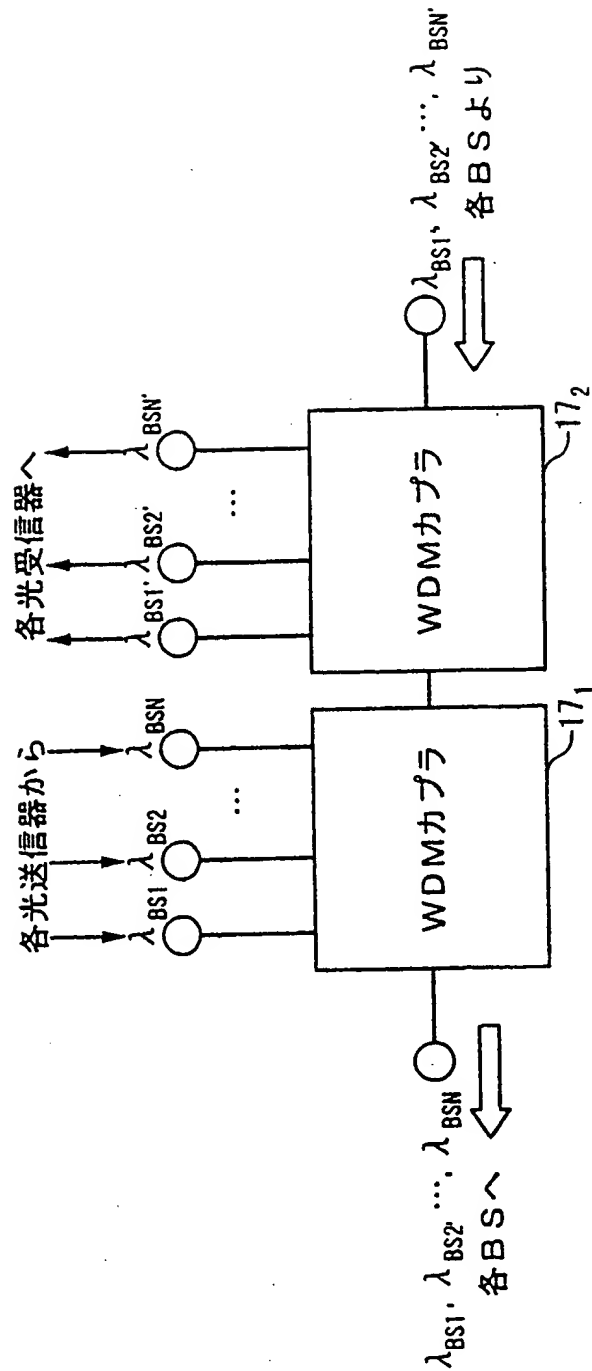 各光送信器から
各光受信器へ
λBS1
λBS2
λBSN
λBS1'
λBS2'
λBSN'
...
...
WDMカプラ
WDMカプラ
17₁
17₂
λBS1, λBS2, ..., λBSN
各BSへ
λBS1, λBS2' ..., λBSN'
各BSより